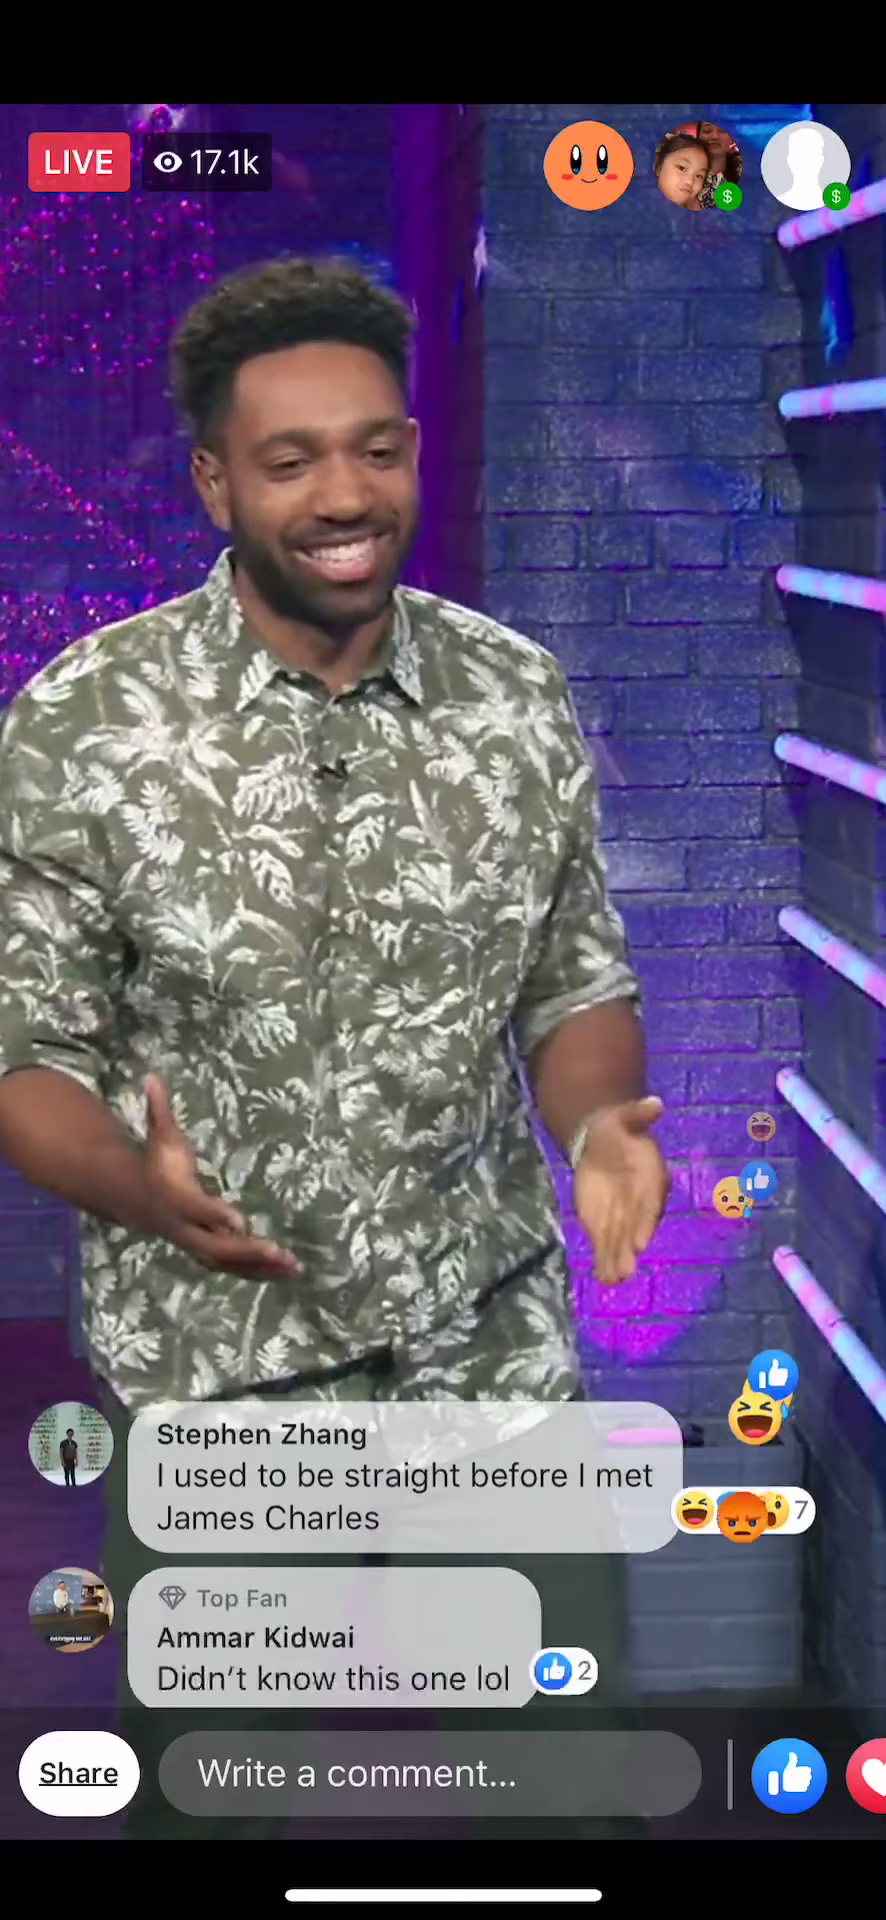 LIVE 17.1k
$ $
Stephen Zhang
I used to be straight before I met
James Charles
7
Top Fan
Ammar Kidwai
Didn't know this one lol
2
Share Write a comment...